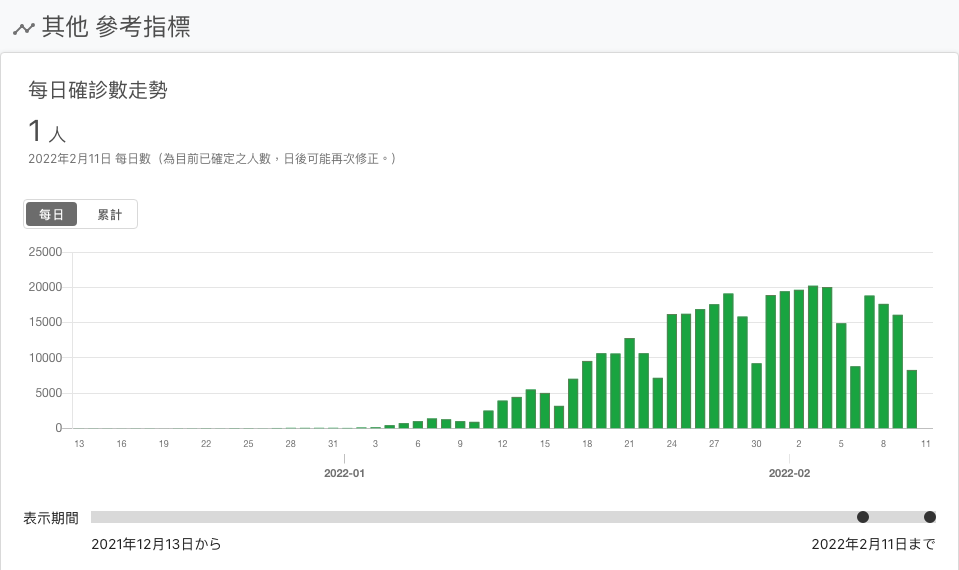 其他 參考指標
每日確診數走勢
1 人
2022年2月11日 每日數（為目前已確定之人數，日後可能再次修正。）
每日 累計
25000
20000
15000
10000
5000
0
13 16 19 22 25 28 31 3 6 9 12 15 18 21 24 27 30 2 5 8 11
2022-01 2022-02
表示期間
2021年12月13日から 2022年2月11日まで